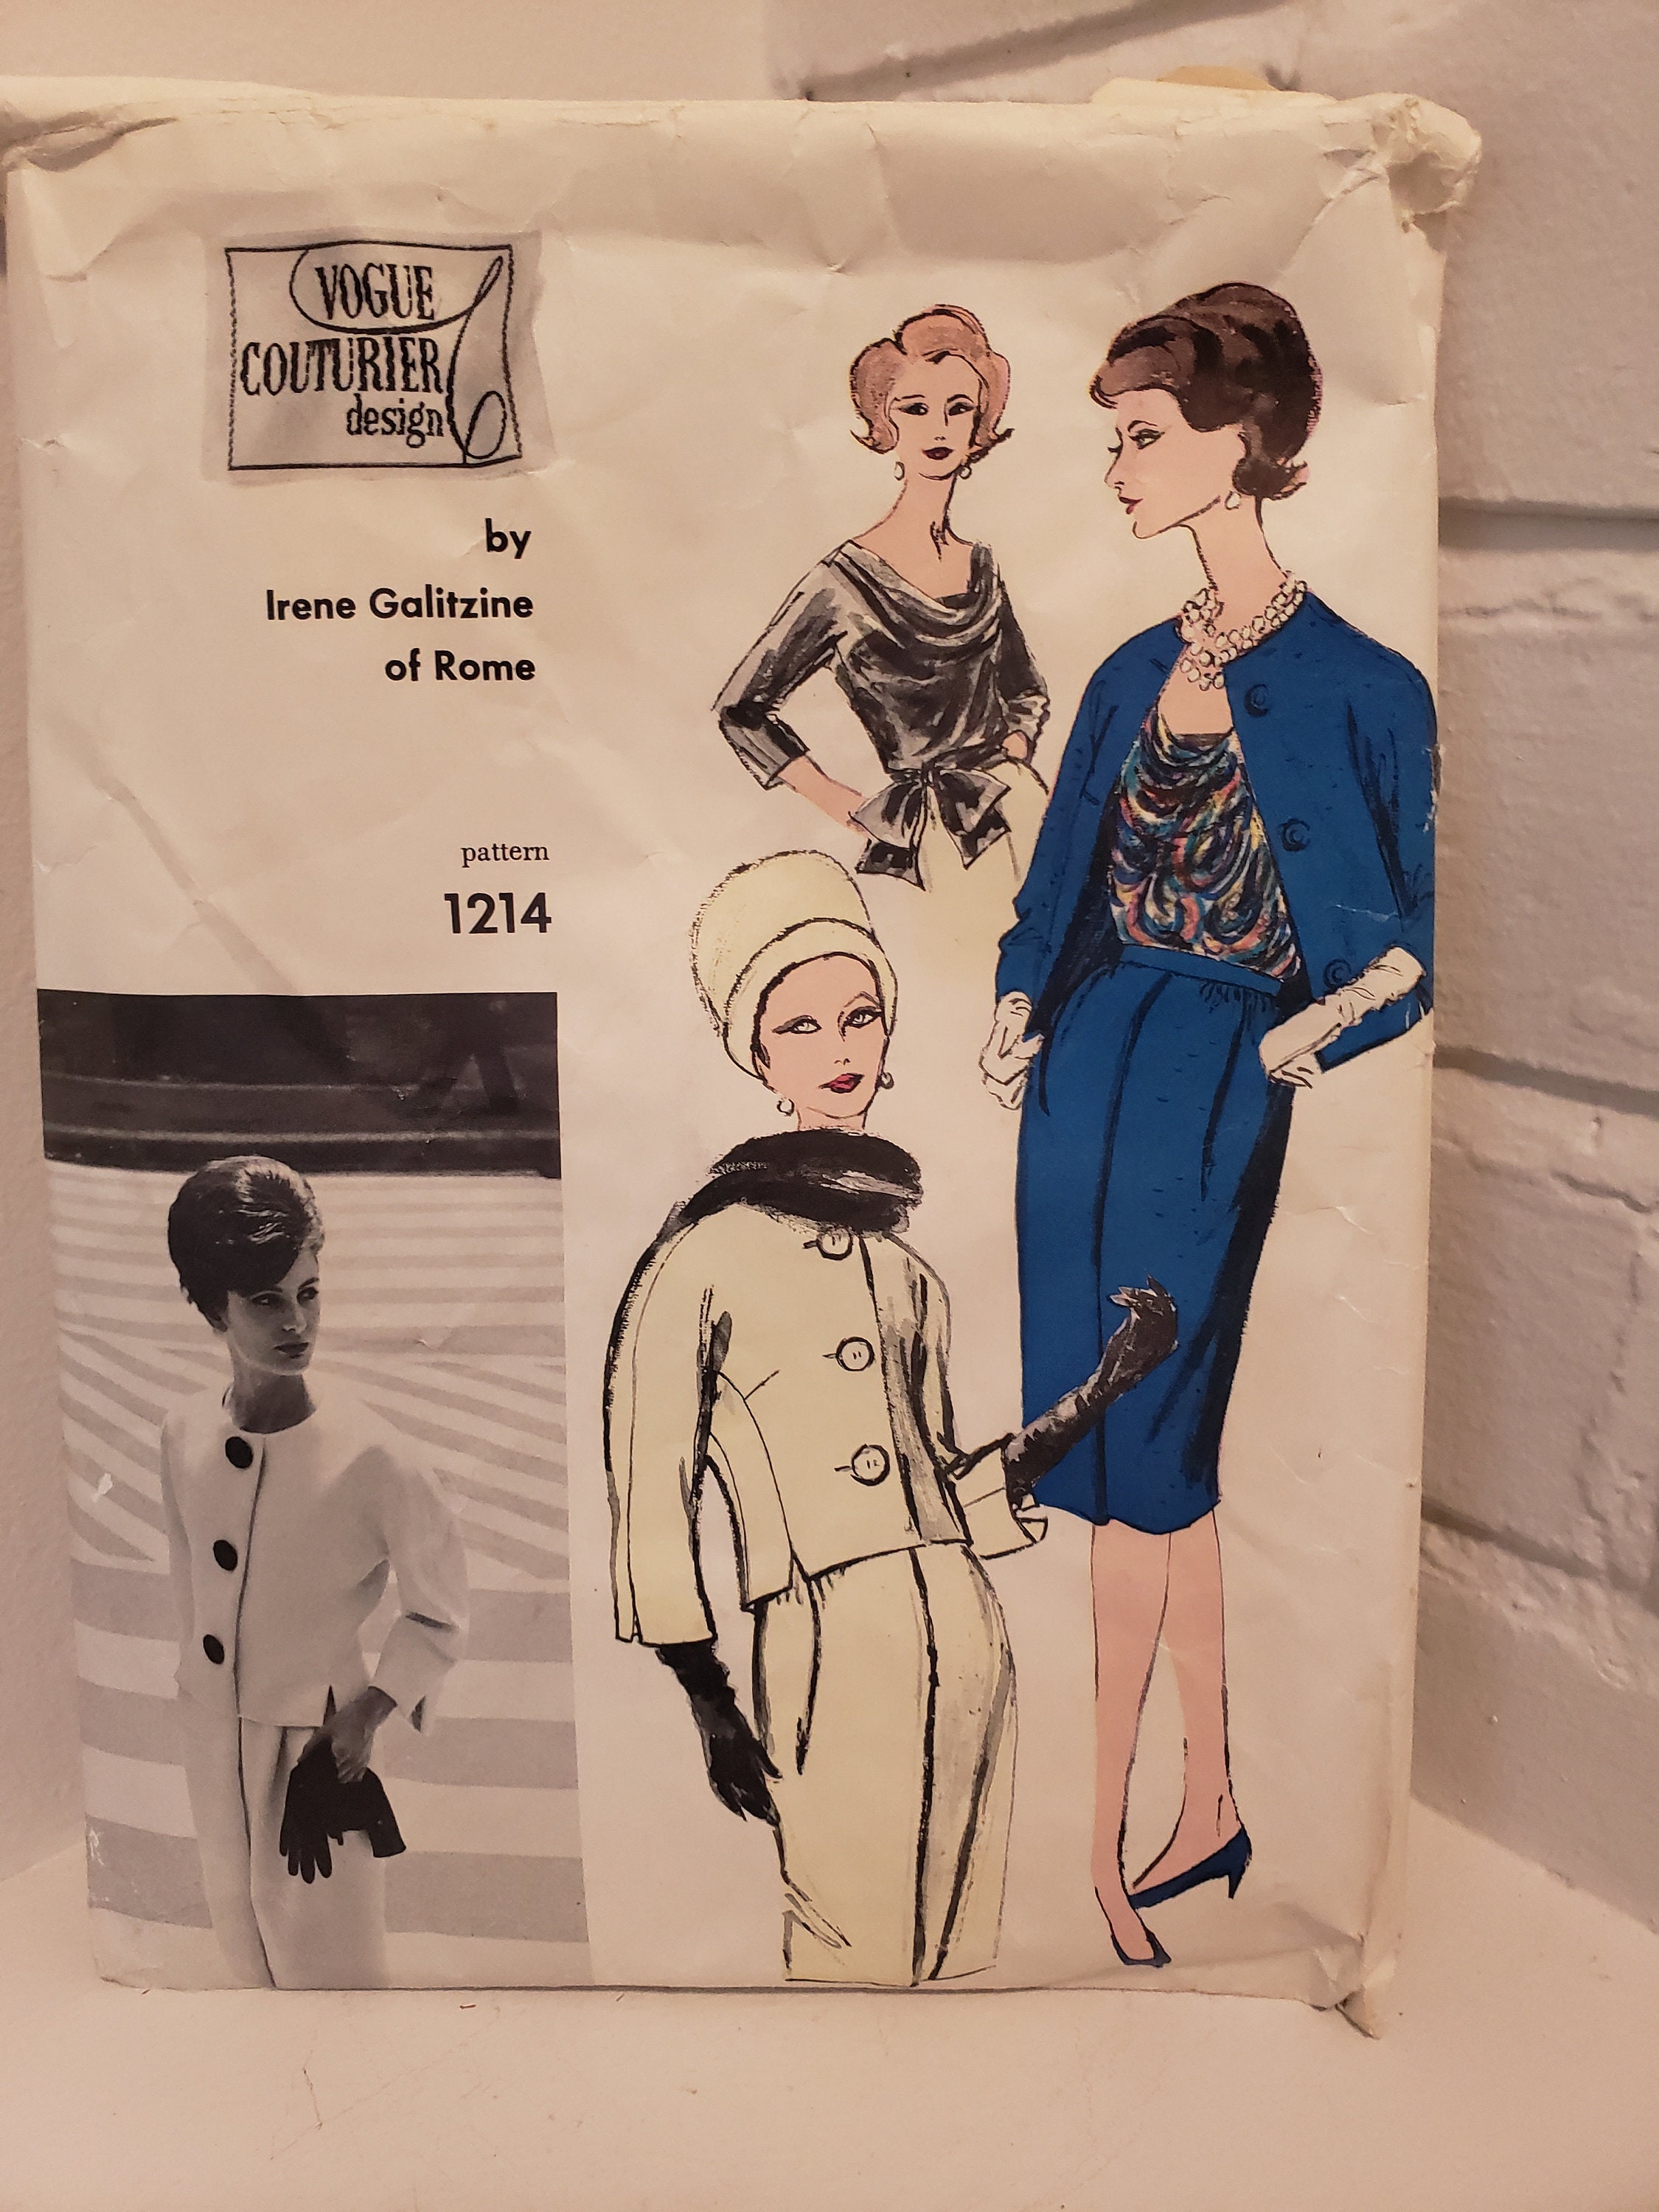 VOGUE
COUTURIER
design
by
Irene Galitzine
of Rome
pattern
1214